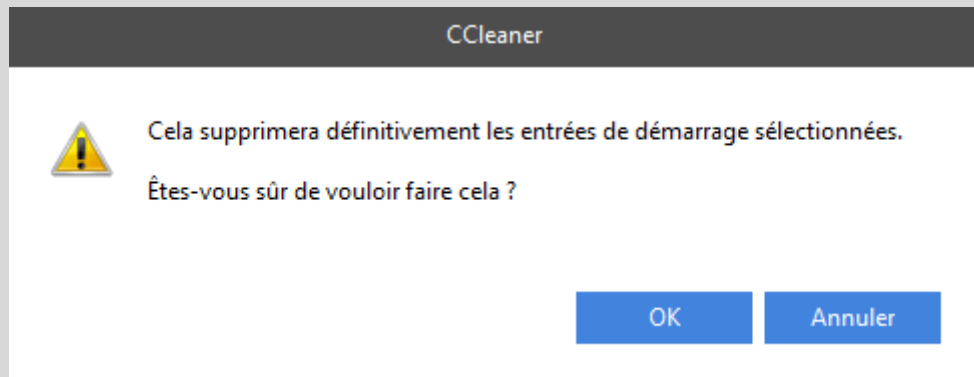 CCleaner
Cela supprimera définitivement les entrées de démarrage sélectionnées.
Êtes-vous sûr de vouloir faire cela ?
OK
Annuler